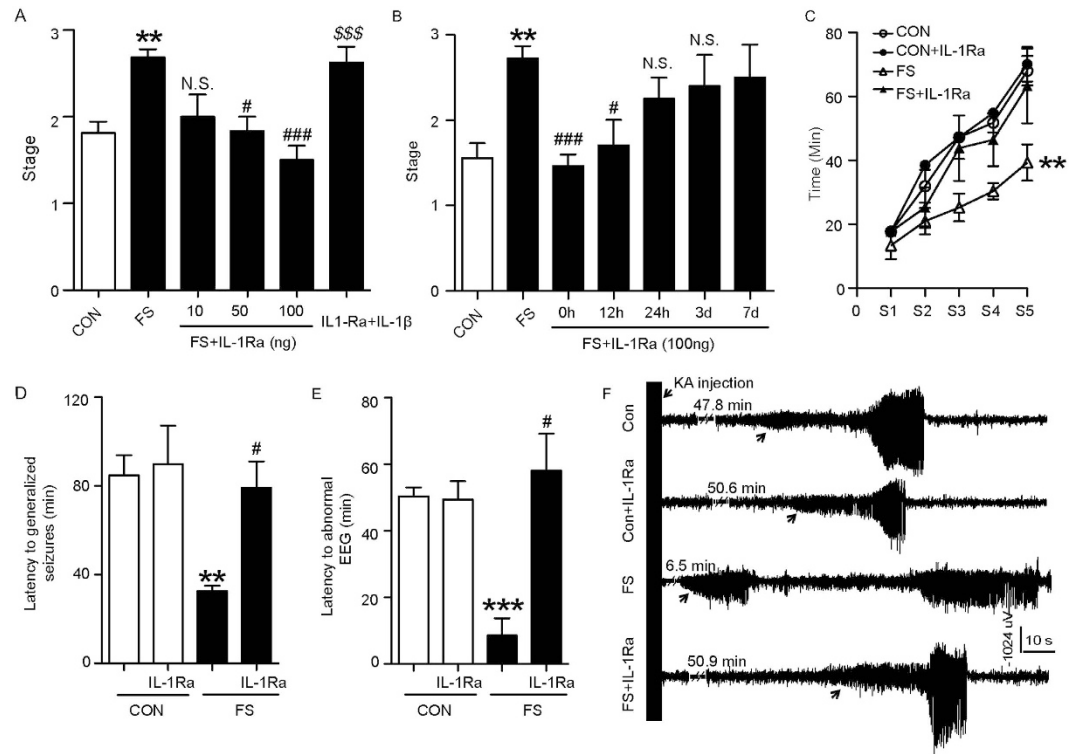 A
Stage
3
2
1
0
**
N.S.
#
###
$$$
CON
FS
10
50
100
IL1-Ra+IL-1β
FS+IL-1Ra (ng)
B
Stage
3
2
1
0
**
###
#
N.S.
N.S.
CON
FS
0h
12h
24h
3d
7d
FS+IL-1Ra (100ng)
C
CON
CON+IL-1Ra
FS
FS+IL-1Ra
Time (Min)
80
60
40
20
0
**
0
S1
S2
S3
S4
S5
D
Latency to generalized
seizures (min)
120
80
40
0
**
#
IL-1Ra
IL-1Ra
CON
FS
E
Latency to abnormal
EEG (min)
80
60
40
20
0
***
#
IL-1Ra
IL-1Ra
CON
FS
F
KA injection
Con
47.8 min
Con+IL-1Ra
50.6 min
FS
6.5 min
-1024 uV
10 s
FS+IL-1Ra
50.9 min